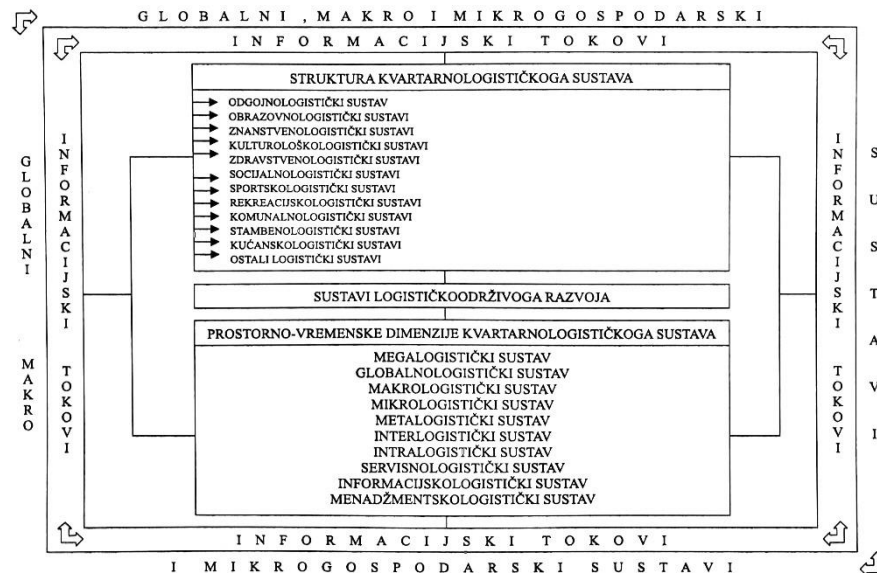 GLOBALNI , MAKRO I MIKROGOSPODARSKI
INFORMACIJSKI TOKOVI
STRUKTURA KVARTARNOLOGISTIČKOGA SUSTAVA
ODGOJNOLOGISTIČKI SUSTAV
OBRAZOVNOLOGISTIČKI SUSTAVI
ZNANSTVENOLOGISTIČKI SUSTAVI
KULTUROLOŠKOLOGISTIČKI SUSTAVI
ZDRAVSTVENOLOGISTIČKI SUSTAVI
SOCIJALNOLOGISTIČKI SUSTAVI
SPORTSKOLOGISTIČKI SUSTAVI
REKREACIJSKOLOGISTIČKI SUSTAVI
KOMUNALNOLOGISTIČKI SUSTAVI
STAMBENOLOGISTIČKI SUSTAVI
KUĆANSKOLOGISTIČKI SUSTAVI
OSTALI LOGISTIČKI SUSTAVI
SUSTAVI LOGISTIČKOODRŽIVOGA RAZVOJA
PROSTORNO-VREMENSKE DIMENZIJE KVARTARNOLOGISTIČKOGA SUSTAVA
MEGALOGISTIČKI SUSTAV
GLOBALNOLOGISTIČKI SUSTAV
MAKROLOGISTIČKI SUSTAV
MIKROLOGISTIČKI SUSTAV
METALOGISTIČKI SUSTAV
INTERLOGISTIČKI SUSTAV
INTRALOGISTIČKI SUSTAV
SERVISNOLOGISTIČKI SUSTAV
INFORMACIJSKOLOGISTIČKI SUSTAV
MENADŽMENTSKOLOGISTIČKI SUSTAV
GLOBALNI MAKRO
INFORMACIJSKI TOKOVI
INFORMACIJSKI TOKOVI
SUSTAVI
INFORMACIJSKI TOKOVI
I MIKROGOSPODARSKI SUSTAVI